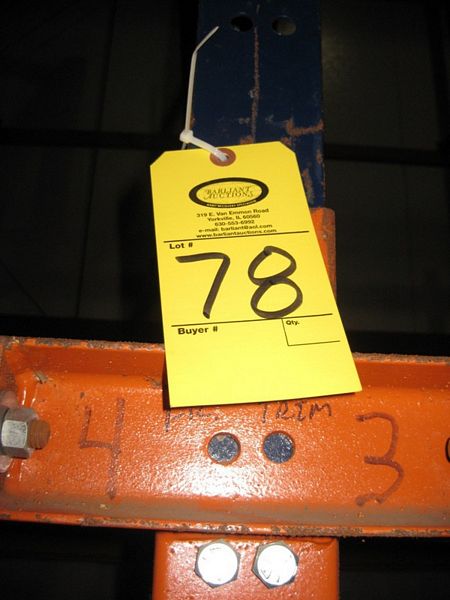 BARLIANT
AUCTIONS
319 E. Van Emmon Road
Yorkville, IL 60560
630-553-6992
e-mail: barliant@aol.com
www.barliantauctions.com
Lot #
78
Buyer #
Qty.
TRIM
4
3